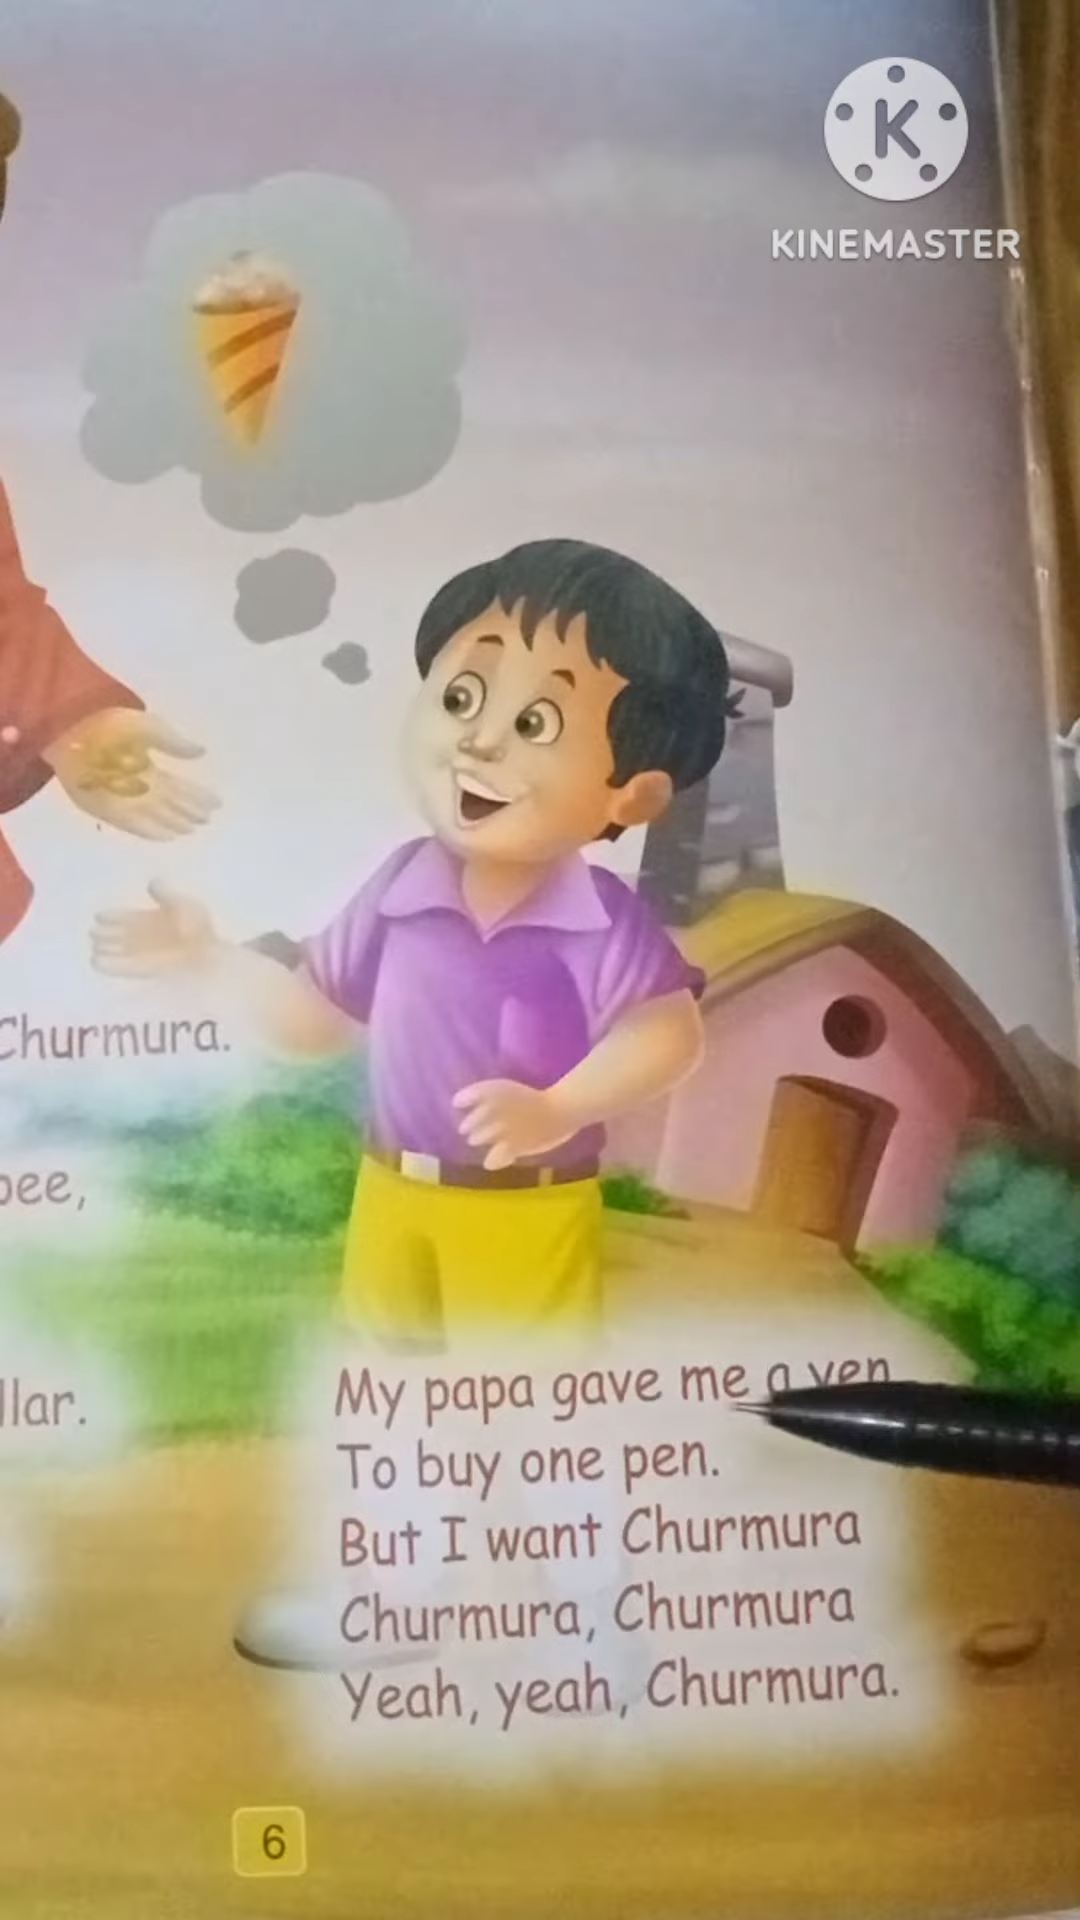 KINEMASTER
Churmura.
bee,
llar.
My papa gave me a yen
To buy one pen.
But I want Churmura
Churmura, Churmura
Yeah, yeah, Churmura.
6